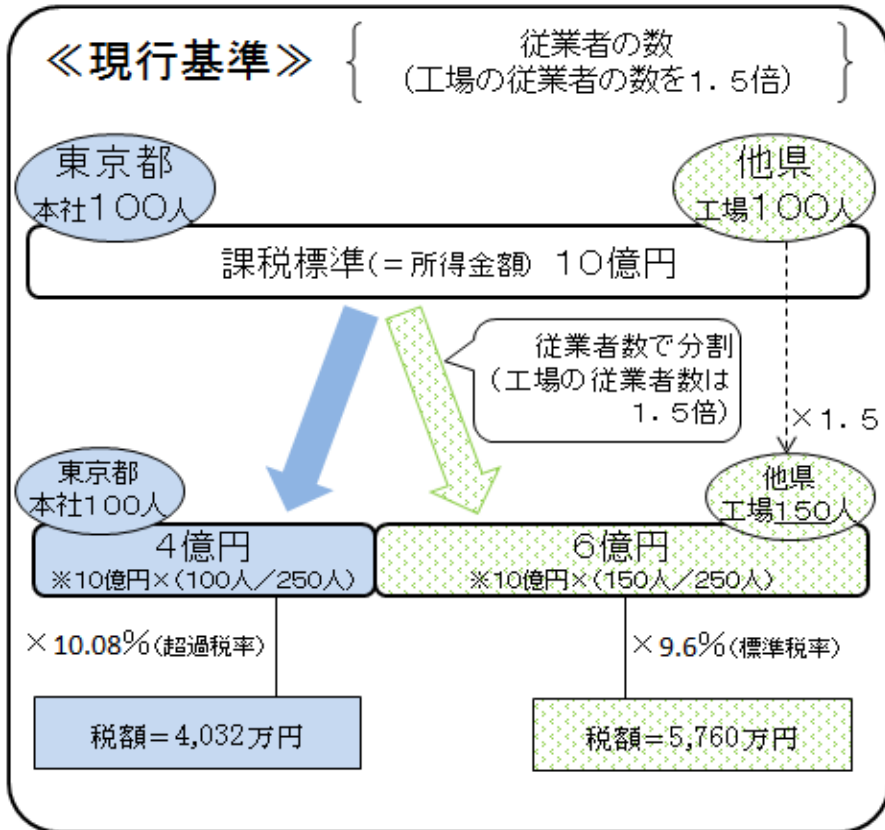 ≪現行基準≫
従業者の数
（工場の従業者の数を１．５倍）
東京都
本社１００人
他県
工場１００人
課税標準（＝所得金額） １０億円
従業者数で分割
（工場の従業者数は
１．５倍）
×１．５
東京都
本社100人
他県
工場150人
４億円
※10億円×（100人／250人）
６億円
※10億円×（150人／250人）
×10.08%（超過税率）
×9.6%（標準税率）
税額＝4,032万円
税額＝5,760万円